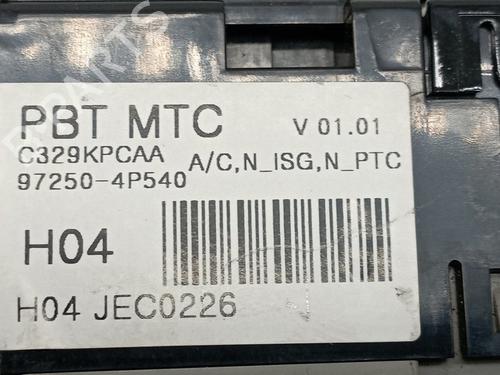 PBT MTC V 01.01
C329KPCAA A/C,N_ISG,N_PTC
97250-4P540
H04
H04 JEC0226